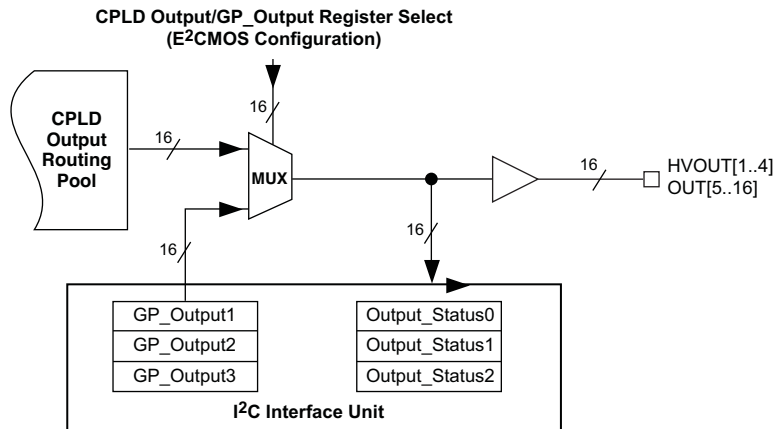 CPLD Output/GP_Output Register Select
(E²CMOS Configuration)
CPLD
Output
Routing
Pool
16
16
MUX
16
16
16
HVOUT[1..4]
OUT[5..16]
GP_Output1
GP_Output2
GP_Output3
Output_Status0
Output_Status1
Output_Status2
I²C Interface Unit